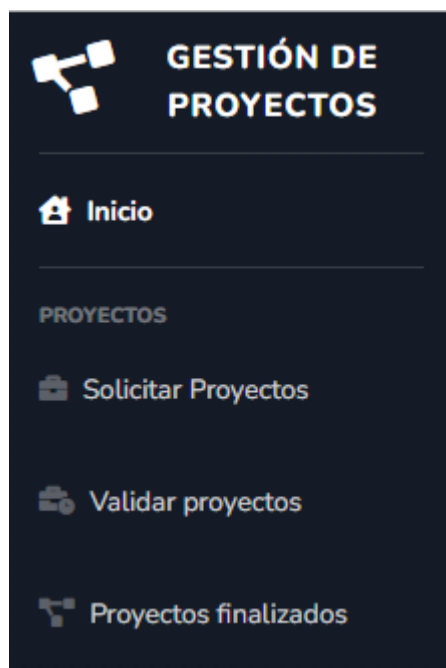 GESTIÓN DE
PROYECTOS
Inicio
PROYECTOS
Solicitar Proyectos
Validar proyectos
Proyectos finalizados